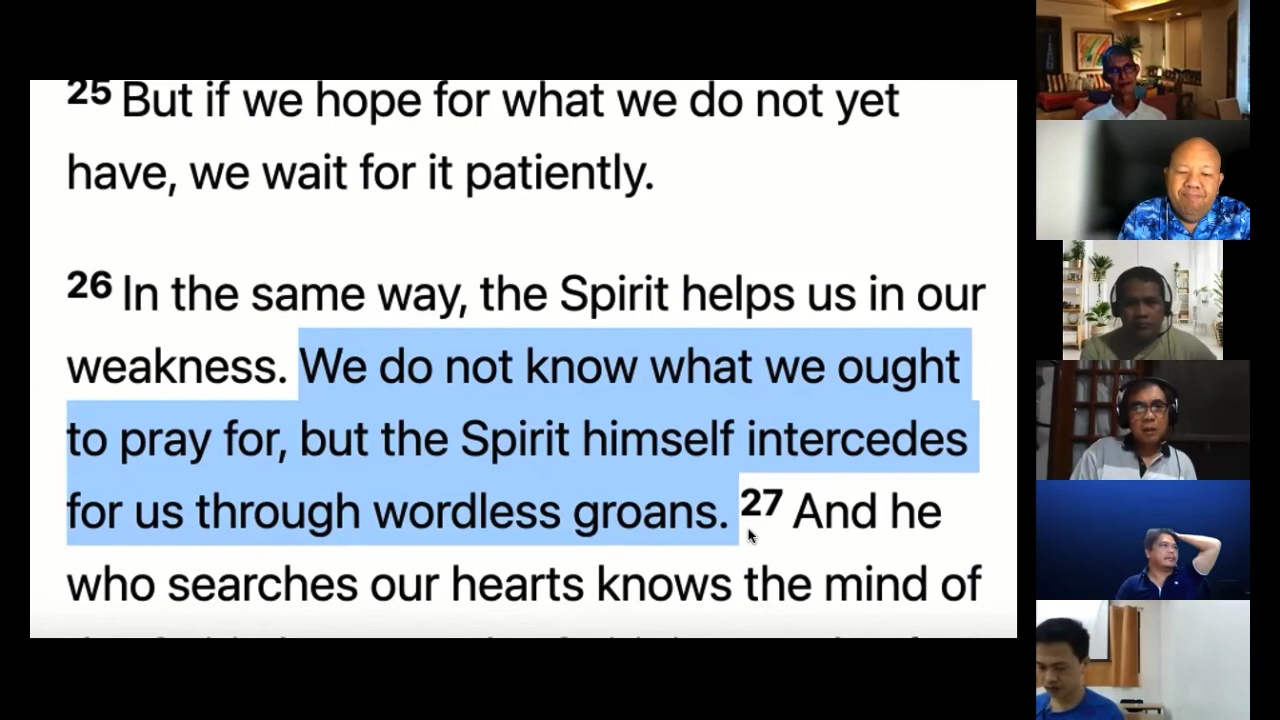 25 But if we hope for what we do not yet
have, we wait for it patiently.
26 In the same way, the Spirit helps us in our
weakness. We do not know what we ought
to pray for, but the Spirit himself intercedes
for us through wordless groans. 27 And he
who searches our hearts knows the mind of